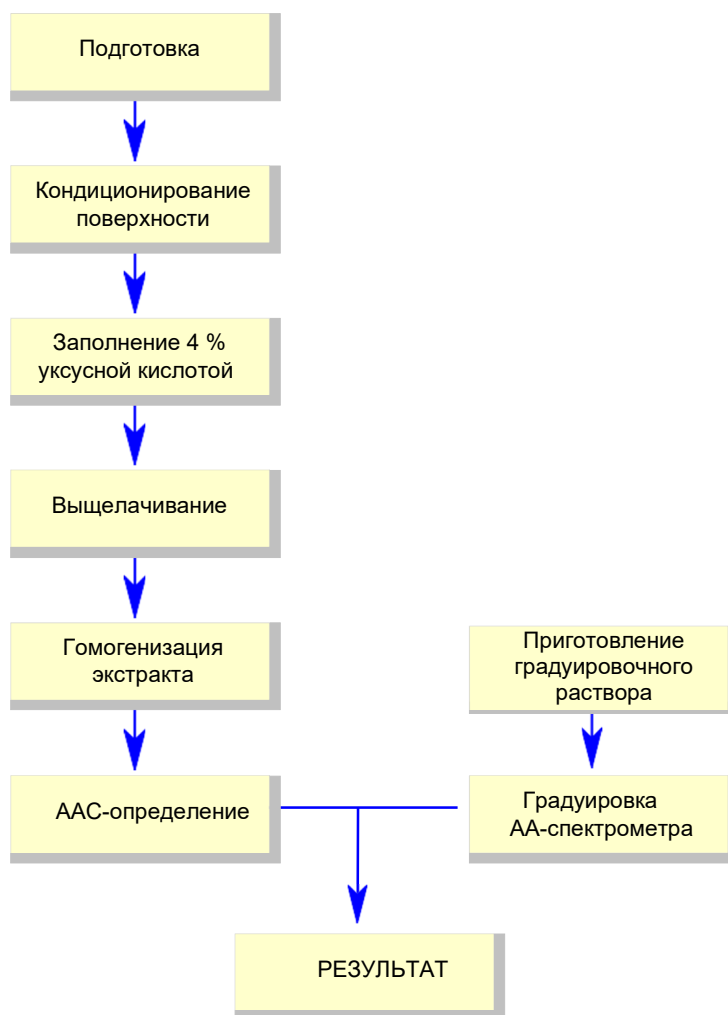 Подготовка
Кондиционирование
поверхности
Заполнение 4 %
уксусной кислотой
Выщелачивание
Гомогенизация
экстракта
Приготовление
градуировочного
раствора
ААС-определение
Градуировка
АА-спектрометра
РЕЗУЛЬТАТ